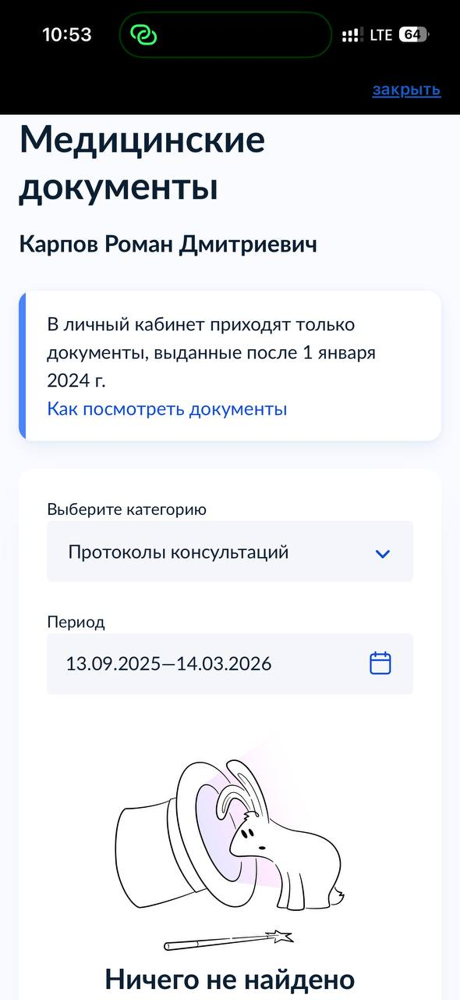 10:53
LTE
64
закрыть
Медицинские
документы
Карпов Роман Дмитриевич
В личный кабинет приходят только
документы, выданные после 1 января
2024 г.
Как посмотреть документы
Выберите категорию
Протоколы консультаций
Период
13.09.2025—14.03.2026
Ничего не найдено